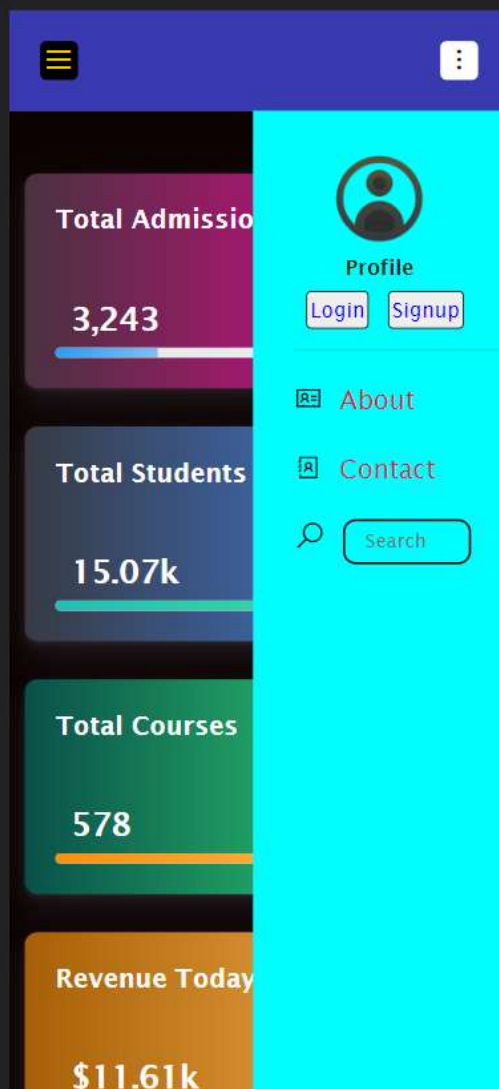 Total Admissio
3,243
Total Students
15.07k
Total Courses
578
Revenue Today
$11.61k
Profile
Login Signup
About
Contact
Search